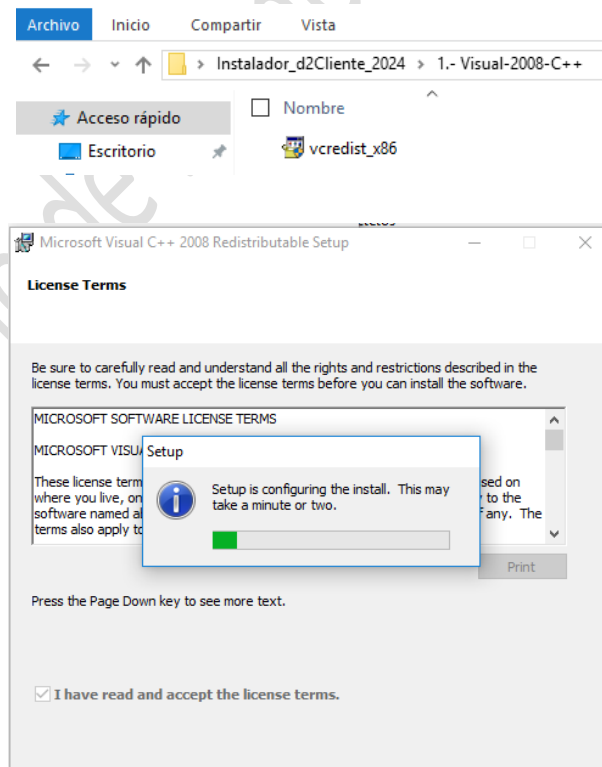 Archivo Inicio Compartir Vista
Instalador_d2Cliente_2024 > 1.- Visual-2008-C++
Acceso rápido
Nombre
Escritorio
vcredist_x86
Microsoft Visual C++ 2008 Redistributable Setup
License Terms
Be sure to carefully read and understand all the rights and restrictions described in the
license terms. You must accept the license terms before you can install the software.
MICROSOFT SOFTWARE LICENSE TERMS
MICROSOFT
Setup
These license
sed on
where you live,
to the
software named
any. The
terms also apply
Setup is configuring the install. This may
take a minute or two.
Print
Press the Page Down key to see more text.
I have read and accept the license terms.